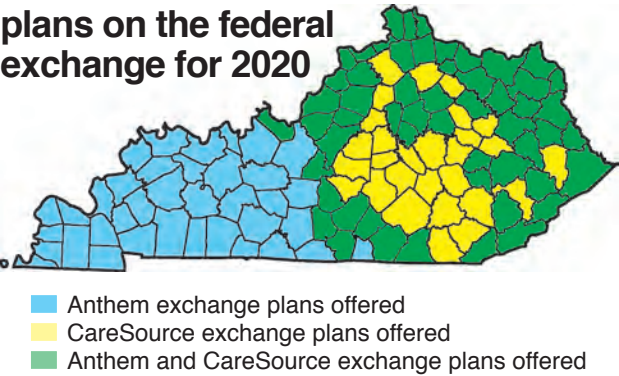 plans on the federal
exchange for 2020
Anthem exchange plans offered
CareSource exchange plans offered
Anthem and CareSource exchange plans offered